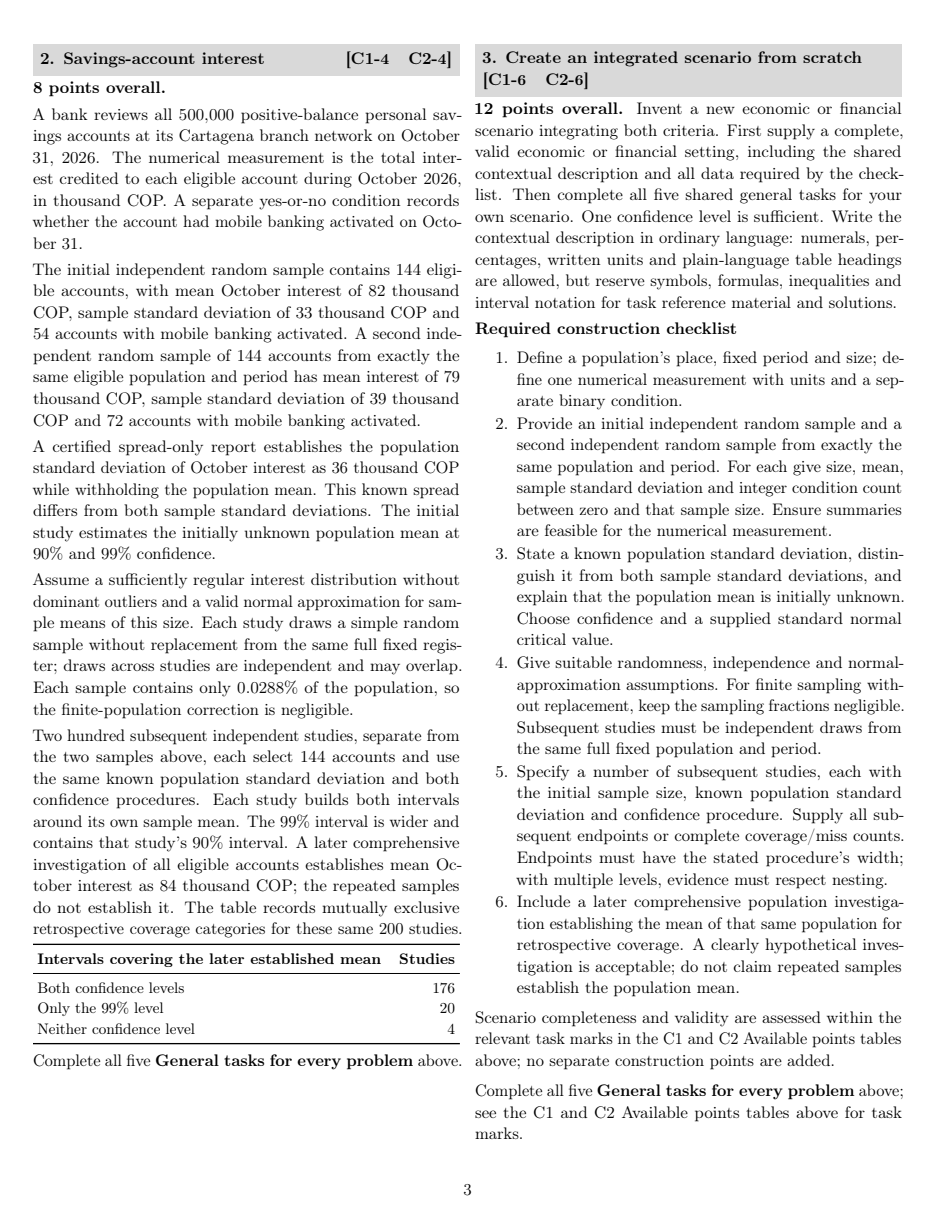 2. Savings-account interest [C1-4 C2-4]
8 points overall.
A bank reviews all 500,000 positive-balance personal sav-
ings accounts at its Cartagena branch network on October
31, 2026. The numerical measurement is the total inter-
est credited to each eligible account during October 2026,
in thousand COP. A separate yes-or-no condition records
whether the account had mobile banking activated on Octo-
ber 31.
The initial independent random sample contains 144 eligi-
ble accounts, with mean October interest of 82 thousand
COP, sample standard deviation of 33 thousand COP and
54 accounts with mobile banking activated. A second inde-
pendent random sample of 144 accounts from exactly the
same eligible population and period has mean interest of 79
thousand COP, sample standard deviation of 39 thousand
COP and 72 accounts with mobile banking activated.
A certified spread-only report establishes the population
standard deviation of October interest as 36 thousand COP
while withholding the population mean. This known spread
differs from both sample standard deviations. The initial
study estimates the initially unknown population mean at
90% and 99% confidence.
Assume a sufficiently regular interest distribution without
dominant outliers and a valid normal approximation for sam-
ple means of this size. Each study draws a simple random
sample without replacement from the same full fixed regis-
ter; draws across studies are independent and may overlap.
Each sample contains only 0.0288% of the population, so
the finite-population correction is negligible.
Two hundred subsequent independent studies, separate from
the two samples above, each select 144 accounts and use
the same known population standard deviation and both
confidence procedures. Each study builds both intervals
around its own sample mean. The 99% interval is wider and
contains that study's 90% interval. A later comprehensive
investigation of all eligible accounts establishes mean Oc-
tober interest as 84 thousand COP; the repeated samples
do not establish it. The table records mutually exclusive
retrospective coverage categories for these same 200 studies.
Intervals covering the later established mean Studies
Both confidence levels 176
Only the 99% level 20
Neither confidence level 4
Complete all five General tasks for every problem above.
3. Create an integrated scenario from scratch
[C1-6 C2-6]
12 points overall. Invent a new economic or financial
scenario integrating both criteria. First supply a complete,
valid economic or financial setting, including the shared
contextual description and all data required by the check-
list. Then complete all five shared general tasks for your
own scenario. One confidence level is sufficient. Write the
contextual description in ordinary language: numerals, per-
centages, written units and plain-language table headings
are allowed, but reserve symbols, formulas, inequalities and
interval notation for task reference material and solutions.
Required construction checklist
1. Define a population's place, fixed period and size; de-
fine one numerical measurement with units and a sep-
arate binary condition.
2. Provide an initial independent random sample and a
second independent random sample from exactly the
same population and period. For each give size, mean,
sample standard deviation and integer condition count
between zero and that sample size. Ensure summaries
are feasible for the numerical measurement.
3. State a known population standard deviation, distin-
guish it from both sample standard deviations, and
explain that the population mean is initially unknown.
Choose confidence and a supplied standard normal
critical value.
4. Give suitable randomness, independence and normal-
approximation assumptions. For finite sampling with-
out replacement, keep the sampling fractions negligible.
Subsequent studies must be independent draws from
the same full fixed population and period.
5. Specify a number of subsequent studies, each with
the initial sample size, known population standard
deviation and confidence procedure. Supply all sub-
sequent endpoints or complete coverage/miss counts.
Endpoints must have the stated procedure's width;
with multiple levels, evidence must respect nesting.
6. Include a later comprehensive population investiga-
tion establishing the mean of that same population for
retrospective coverage. A clearly hypothetical inves-
tigation is acceptable; do not claim repeated samples
establish the population mean.
Scenario completeness and validity are assessed within the
relevant task marks in the C1 and C2 Available points tables
above; no separate construction points are added.
Complete all five General tasks for every problem above;
see the C1 and C2 Available points tables above for task
marks.
3